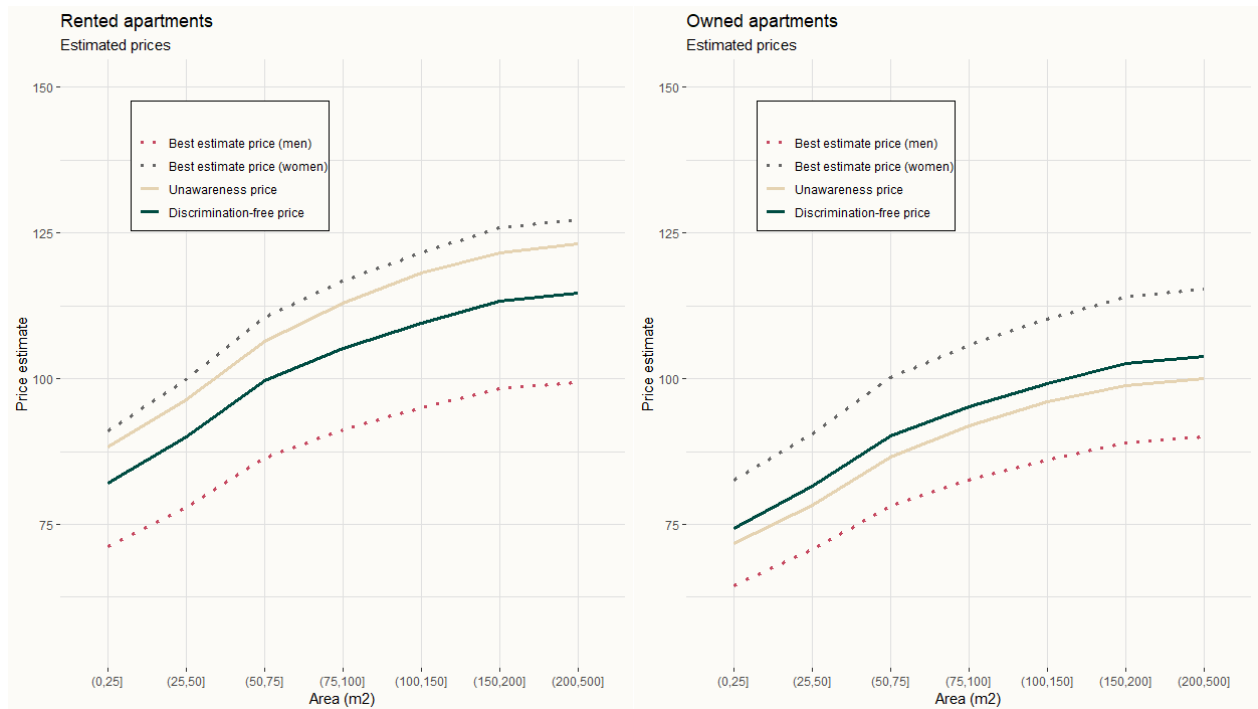 Rented apartments
Estimated prices
150
125
100
75
Price estimate
Best estimate price (men)
Best estimate price (women)
Unawareness price
Discrimination-free price
(0,25]
(25,50]
(50,75]
(75,100]
(100,150]
(150,200]
(200,500]
Area (m2)
Owned apartments
Estimated prices
150
125
100
75
Price estimate
Best estimate price (men)
Best estimate price (women)
Unawareness price
Discrimination-free price
(0,25]
(25,50]
(50,75]
(75,100]
(100,150]
(150,200]
(200,500]
Area (m2)